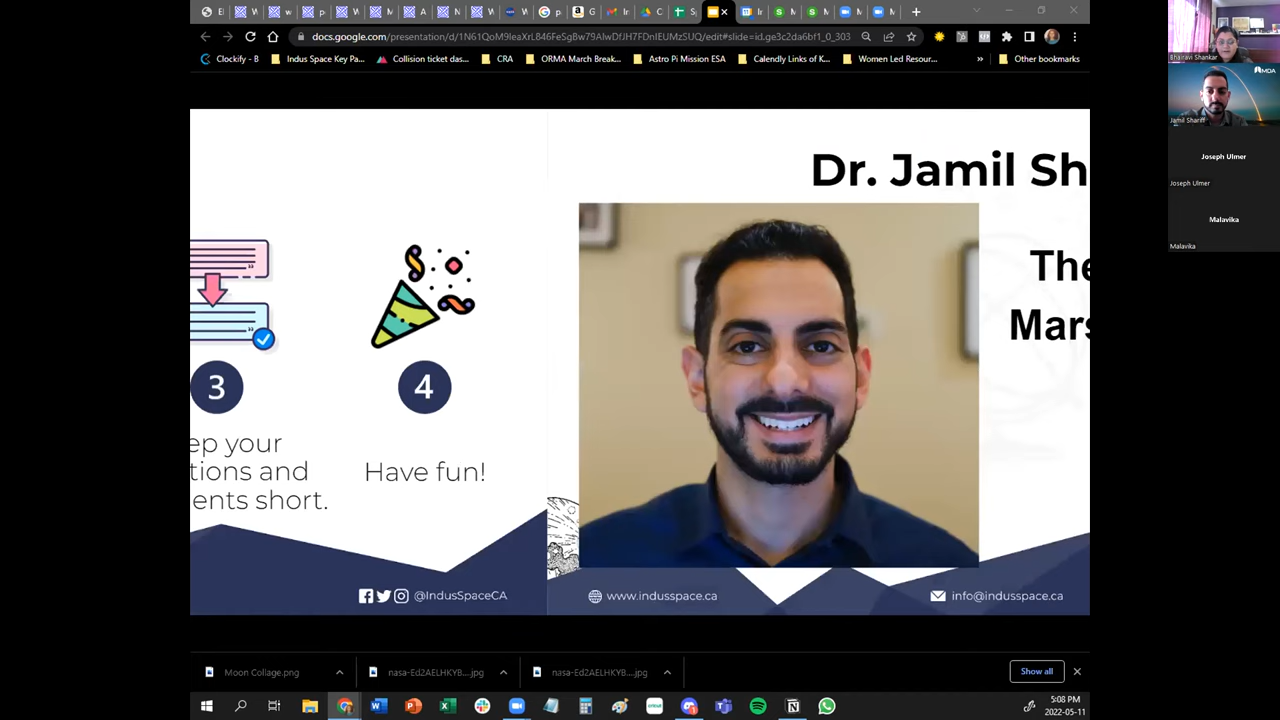 docs.google.com/presentation/d/1N61QoM9IeaXrL846FeSgBw79AlwDfJH7FDnIEUMzSUQ/edit#slide=id.ge3c2da6bf1_0_303
Clockify - B
Indus Space Key Pa...
Collision ticket das...
CRA
ORMA March Break...
Astro Pi Mission ESA
Calendly Links of K...
Women Led Resour...
»
Other bookmarks
Bhairavi Shankar
MDA
Jamil Shariff
Joseph Ulmer
Joseph Ulmer
Malavika
Malavika
Dr. Jamil Sh
The
Mars
3
4
ep your
tions and
ents short.
Have fun!
@IndusSpaceCA
www.indusspace.ca
info@indusspace.ca
Moon Collage.png
nasa-Ed2AELHKYB....jpg
nasa-Ed2AELHKYB....jpg
Show all
5:08 PM
2022-05-11